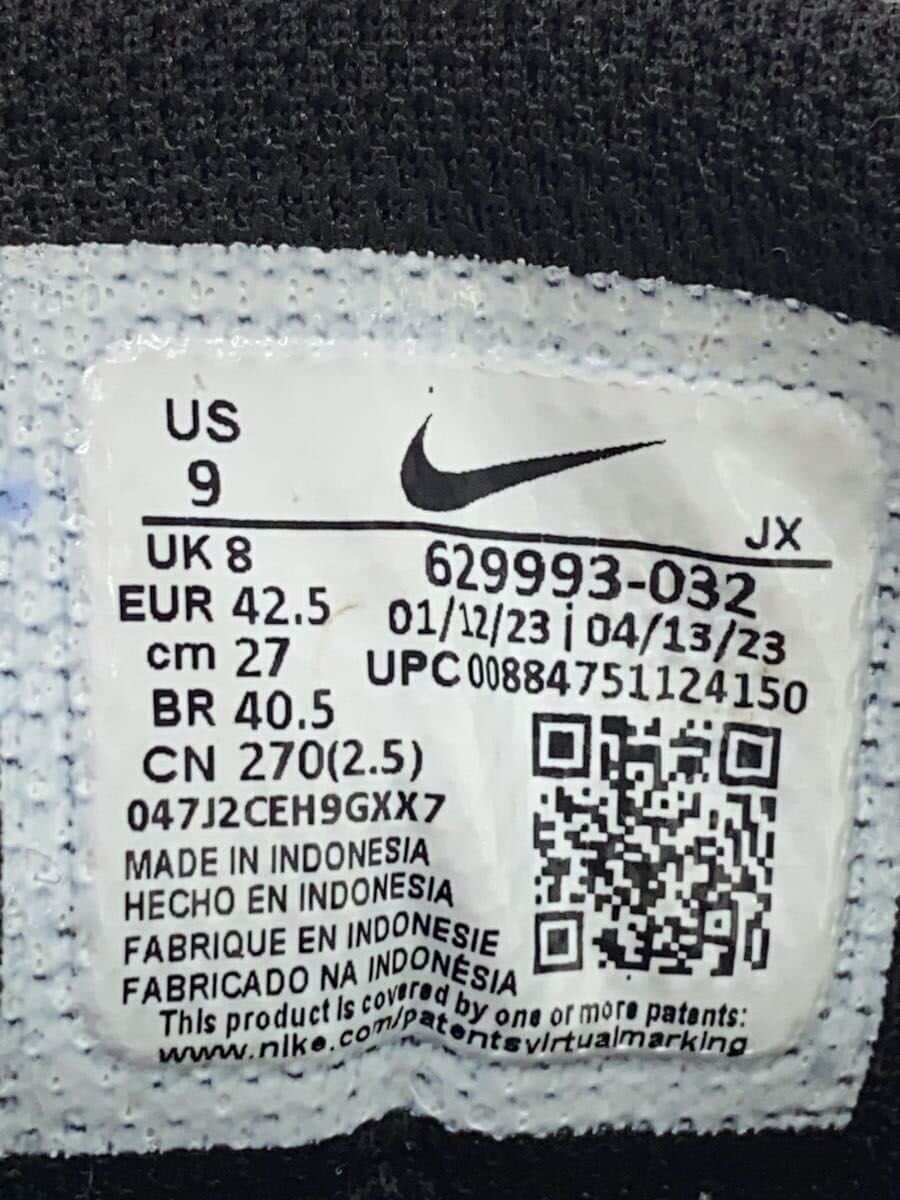 US
9
JX
UK 8
629993-032
EUR 42.5
01/12/23 | 04/13/23
cm 27
UPC 00884751124150
BR 40.5
CN 270(2.5)
047J2CEH9GXX7
MADE IN INDONESIA
HECHO EN INDONESIA
FABRIQUE EN INDONESIE
FABRICADO NA INDONÉSIA
This product is covered by one or more patents:
www.nike.com/patentsvirtualmarking